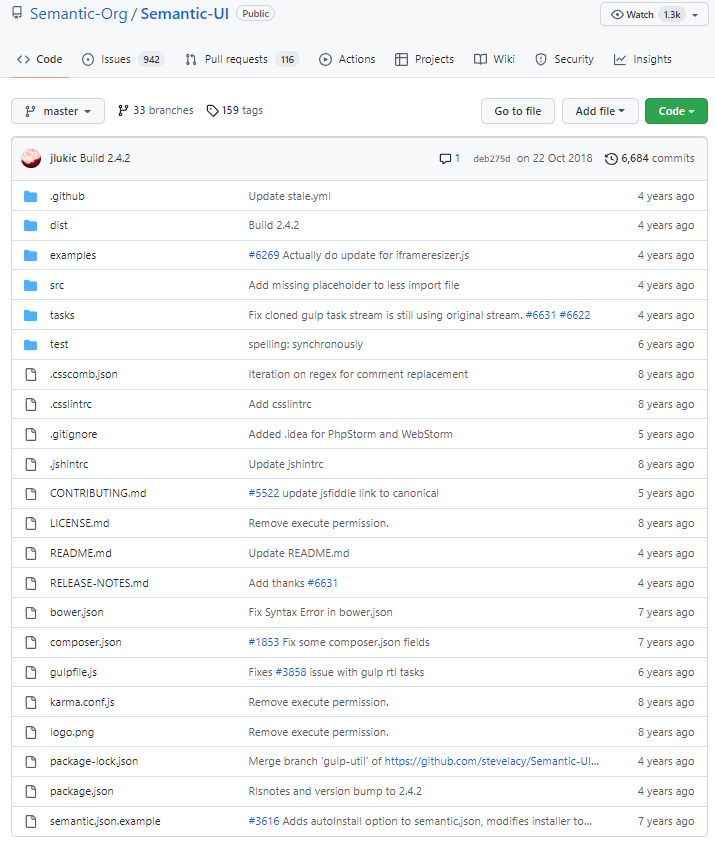 Semantic-Org / Semantic-UI Public Watch 1.3k
Code Issues 942 Pull requests 116 Actions Projects Wiki Security Insights
master 33 branches 159 tags Go to file Add file Code
jlukic Build 2.4.2 1 deb275d on 22 Oct 2018 6,684 commits
.github Update stale.yml 4 years ago
dist Build 2.4.2 4 years ago
examples #6269 Actually do update for iframeresizer.js 4 years ago
src Add missing placeholder to less import file 4 years ago
tasks Fix cloned gulp task stream is still using original stream. #6631 #6622 4 years ago
test spelling: synchronously 6 years ago
.csscomb.json Iteration on regex for comment replacement 8 years ago
.csslintrc Add csslintrc 8 years ago
.gitignore Added .idea for PhpStorm and WebStorm 5 years ago
.jshintrc Update jshintrc 8 years ago
CONTRIBUTING.md #5522 update jsfiddle link to canonical 5 years ago
LICENSE.md Remove execute permission. 8 years ago
README.md Update README.md 4 years ago
RELEASE-NOTES.md Add thanks #6631 4 years ago
bower.json Fix Syntax Error in bower.json 7 years ago
composer.json #1853 Fix some composer.json fields 7 years ago
gulpfile.js Fixes #3858 issue with gulp rtl tasks 6 years ago
karma.conf.js Remove execute permission. 8 years ago
logo.png Remove execute permission. 8 years ago
package-lock.json Merge branch 'gulp-util' of https://github.com/stevelacy/Semantic-UI... 4 years ago
package.json Rlsnotes and version bump to 2.4.2 4 years ago
semantic.json.example #3616 Adds autoInstall option to semantic.json, modifies installer to... 7 years ago